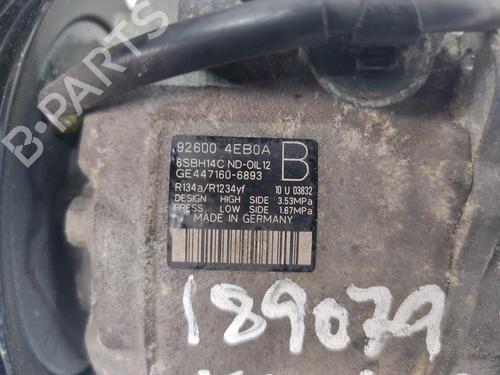 B-PARTS
92600 4EB0A B
6SBH14C ND-OIL12
GE447160-6893
R134a/R1234yf 10 U 03832
DESIGN HIGH SIDE 3.53MPa
PRESS LOW SIDE 1.67MPa
MADE IN GERMANY
189079